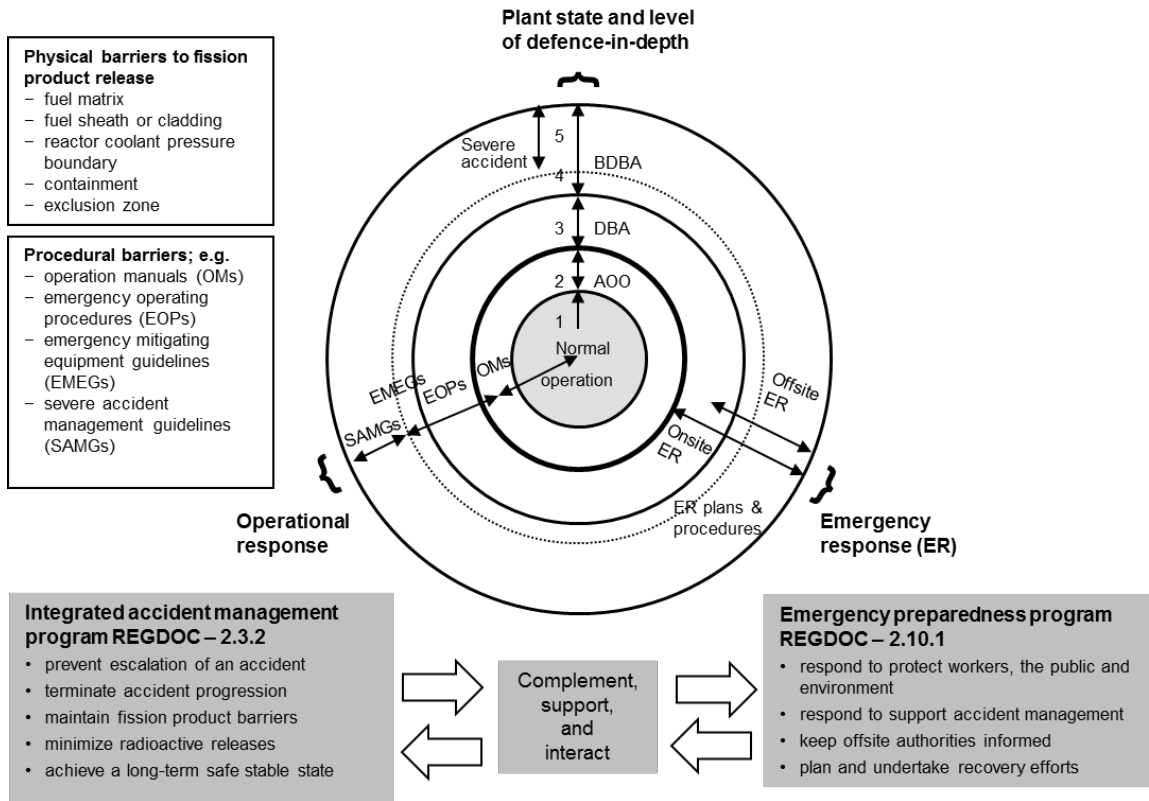 Plant state and level
of defence-in-depth
{
Physical barriers to fission
product release
− fuel matrix
− fuel sheath or cladding
− reactor coolant pressure
boundary
− containment
− exclusion zone
Procedural barriers; e.g.
− operation manuals (OMs)
− emergency operating
procedures (EOPs)
− emergency mitigating
equipment guidelines
(EMEGs)
− severe accident
management guidelines
(SAMGs)
Severe
accident
5
4
BDBA
3
DBA
2
AOO
1
Normal
operation
OMs
EOPs
EMEGs
SAMGs
{
Operational
response
Offsite
ER
Onsite
ER
ER plans &
procedures
}
Emergency
response (ER)
Integrated accident management
program REGDOC – 2.3.2
• prevent escalation of an accident
• terminate accident progression
• maintain fission product barriers
• minimize radioactive releases
• achieve a long-term safe stable state
Complement,
support,
and
interact
Emergency preparedness program
REGDOC – 2.10.1
• respond to protect workers, the public and
environment
• respond to support accident management
• keep offsite authorities informed
• plan and undertake recovery efforts